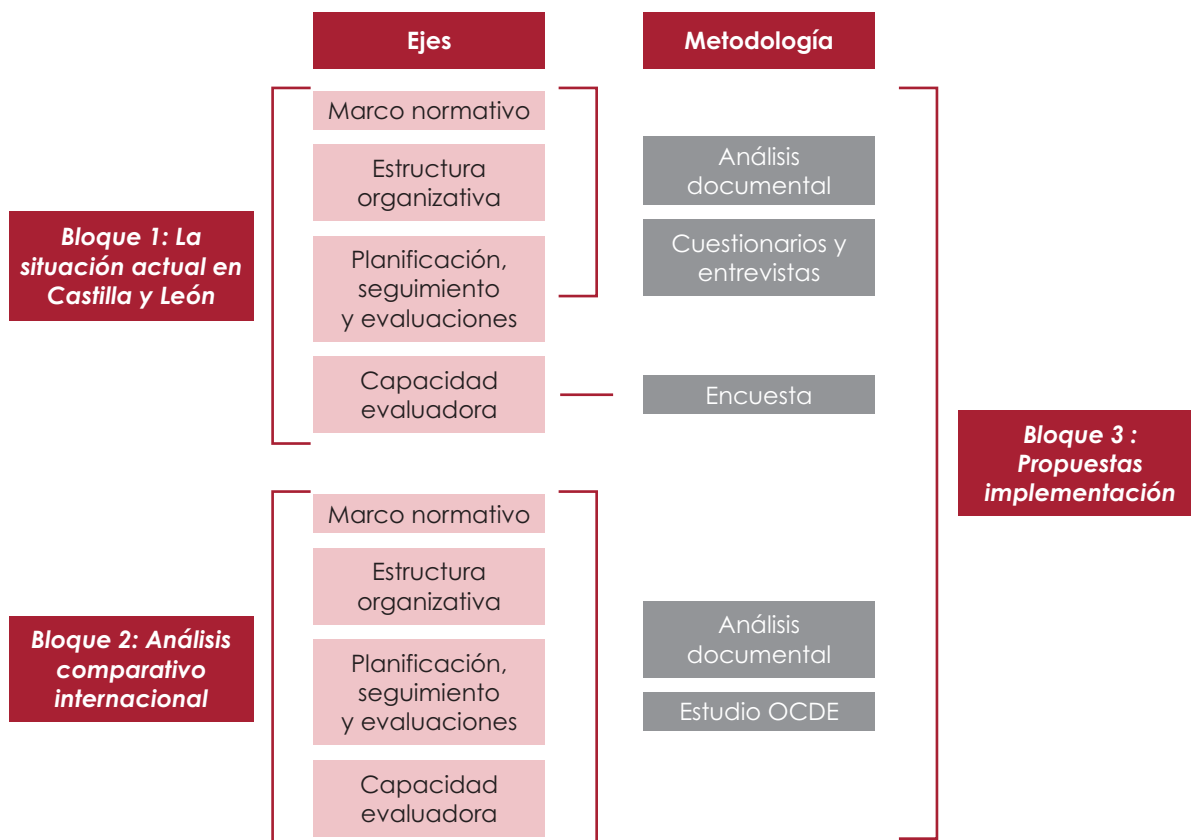 Ejes
Metodología
Bloque 1: La
situación actual en
Castilla y León
Marco normativo
Estructura
organizativa
Planificación,
seguimiento
y evaluaciones
Capacidad
evaluadora
Análisis
documental
Cuestionarios y
entrevistas
Encuesta
Bloque 2: Análisis
comparativo
internacional
Marco normativo
Estructura
organizativa
Planificación,
seguimiento
y evaluaciones
Capacidad
evaluadora
Análisis
documental
Estudio OCDE
Bloque 3 :
Propuestas
implementación